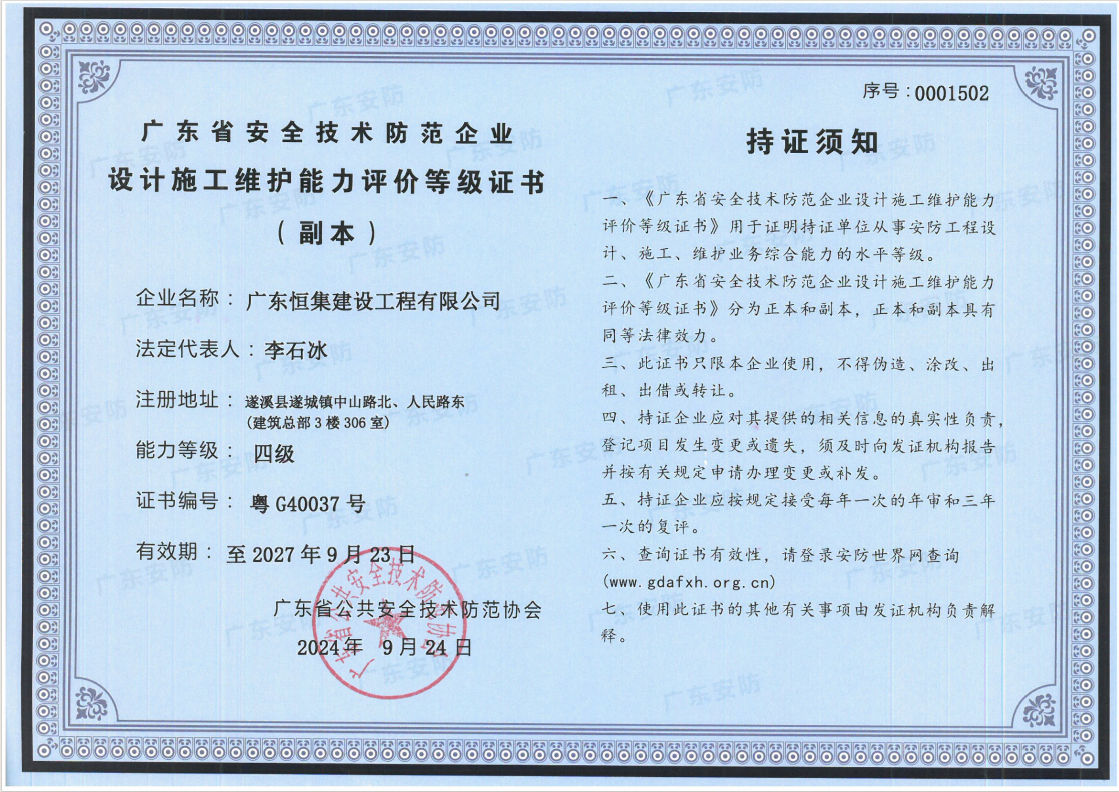 序号:0001502
广东省安全技术防范企业
设计施工维护能力评价等级证书
(副本)
企业名称:广东恒集建设工程有限公司
法定代表人:李石冰
注册地址:遂溪县遂城镇中山路北、人民路东
(建筑总部3楼306室)
能力等级:四级
证书编号:粤G40037号
有效期:至2027年9月23日
广东省公共安全技术防范协会
2024年 9月24日
广东省公共安全技术防范协会
持证须知
一、《广东省安全技术防范企业设计施工维护能力
评价等级证书》用于证明持证单位从事安防工程设
计、施工、维护业务综合能力的水平等级。
二、《广东省安全技术防范企业设计施工维护能力
评价等级证书》分为正本和副本,正本和副本具有
同等法律效力。
三、此证书只限本企业使用,不得伪造、涂改、出
租、出借或转让。
四、持证企业应对其提供的相关信息的真实性负责,
登记项目发生变更或遗失,须及时向发证机构报告
并按有关规定申请办理变更或补发。
五、持证企业应按规定接受每年一次的年审和三年
一次的复评。
六、查询证书有效性,请登录安防世界网查询
(www.gdafxh.org.cn)
七、使用此证书的其他有关事项由发证机构负责解
释。
广东安防